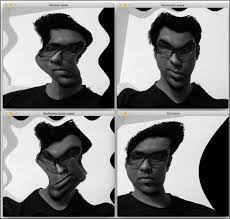 Vertical wave
Horizontal wave
Multidirectional wave
Concave